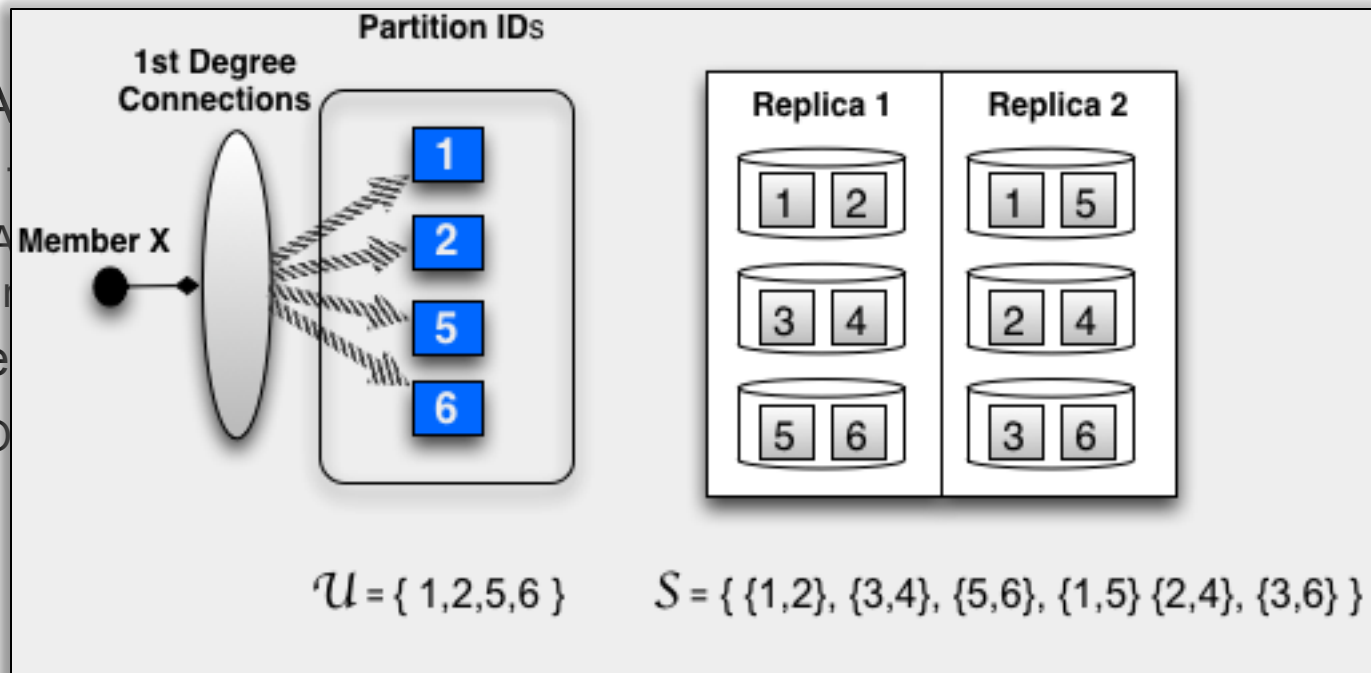 Partition IDs
1st Degree
Connections
Member X
1
2
5
6
Replica 1
Replica 2
1 2
1 5
3 4
2 4
5 6
3 6
𝒰 = { 1,2,5,6 }
𝒮 = { {1,2}, {3,4}, {5,6}, {1,5} {2,4}, {3,6} }